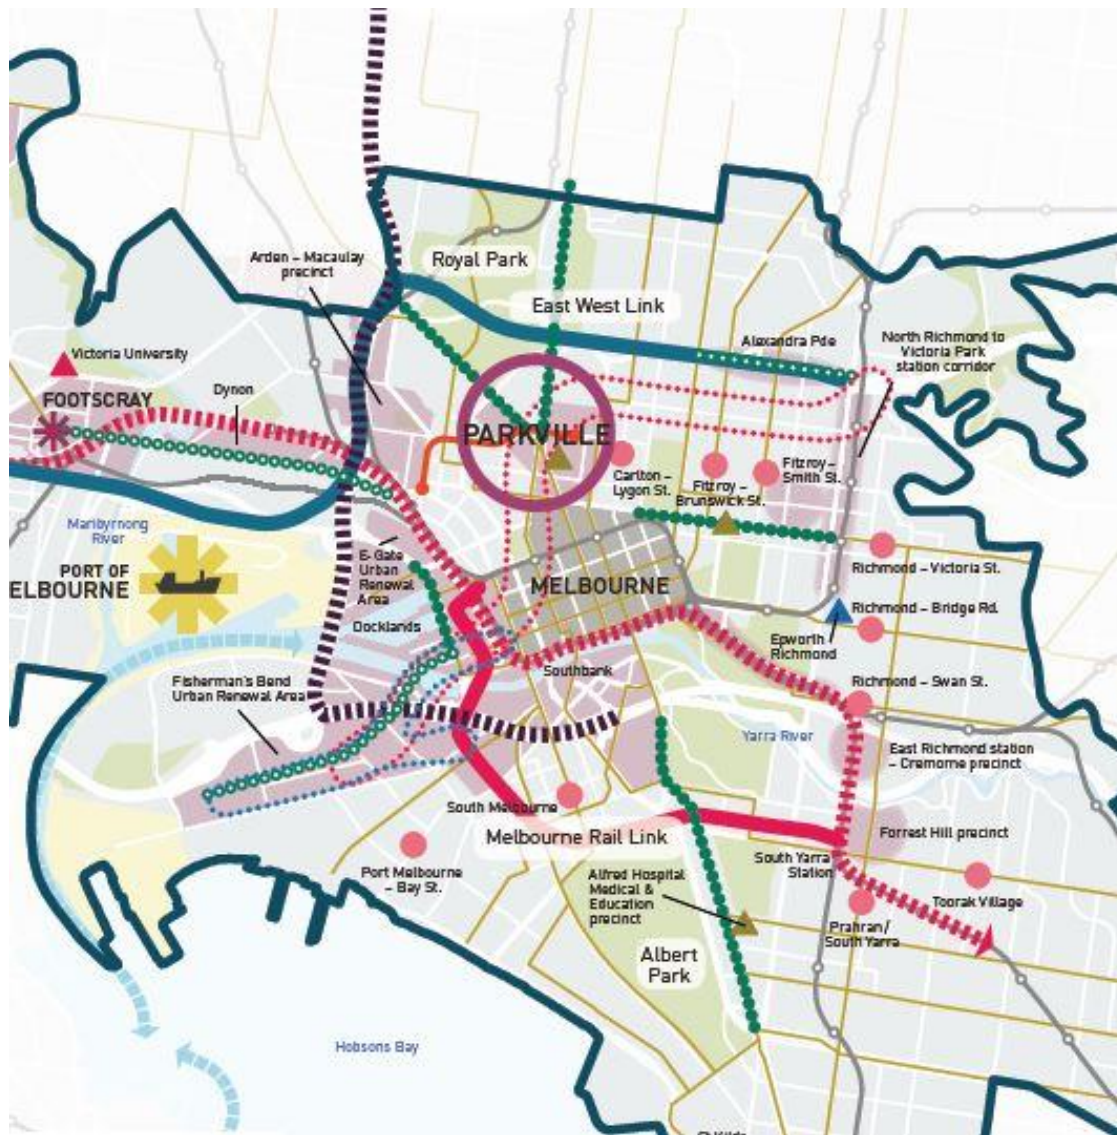 Royal Park
Arden – Macaulay
precinct
East West Link
Alexandra Pde
North Richmond to
Victoria Park
station corridor
Victoria University
FOOTSCRAY
Dynon
PARKVILLE
Carlton –
Lygon St.
Fitzroy –
Brunswick St.
Fitzroy –
Smith St.
Maribyrnong
River
PORT OF
ELBOURNE
E- Gate
Urban
Renewal
Area
Docklands
MELBOURNE
Richmond – Victoria St.
Richmond – Bridge Rd.
Epworth
Richmond
Fisherman's Bend
Urban Renewal Area
Southbank
Richmond – Swan St.
Yarra River
East Richmond station
– Cremorne precinct
South Melbourne
Melbourne Rail Link
Forrest Hill precinct
Port Melbourne
– Bay St.
South Yarra
Station
Alfred Hospital
Medical &
Education
precinct
Toorak Village
Prahran/
South Yarra
Albert
Park
Hobsons Bay